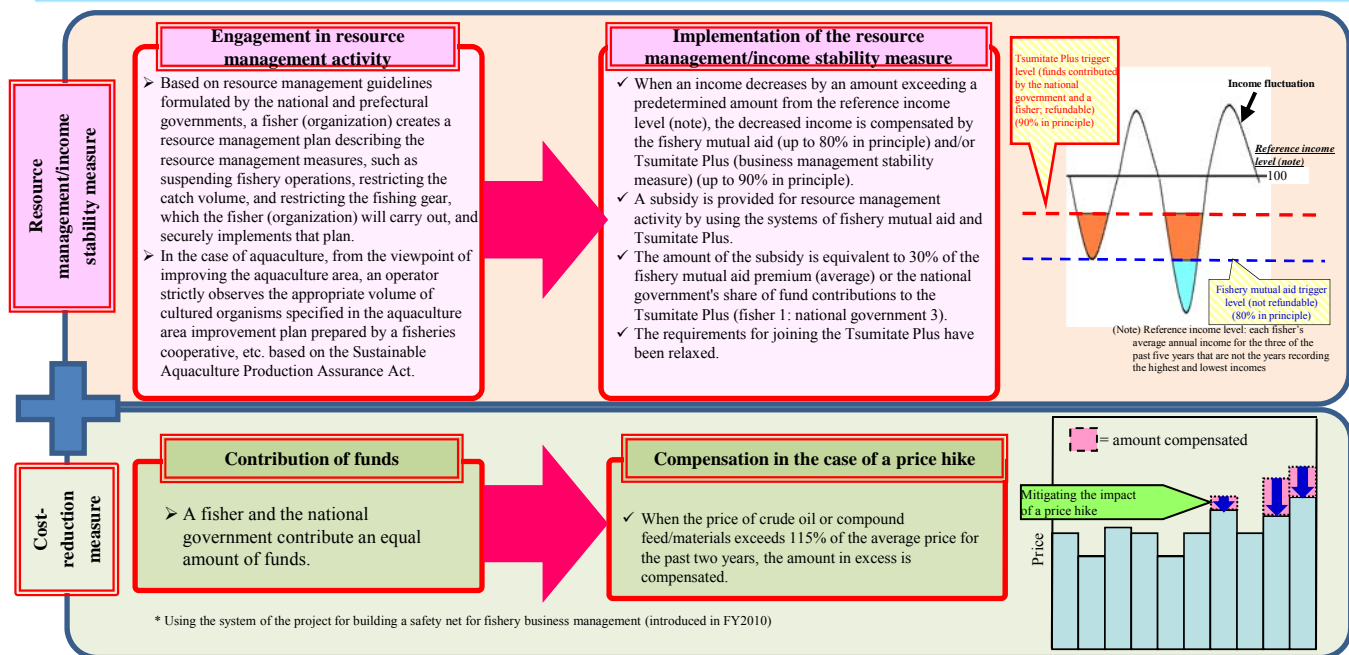 Resource
management/income
stability measure
Engagement in resource
management activity
➢ Based on resource management guidelines
formulated by the national and prefectural
governments, a fisher (organization) creates a
resource management plan describing the
resource management measures, such as
suspending fishery operations, restricting the
catch volume, and restricting the fishing gear,
which the fisher (organization) will carry out, and
securely implements that plan.
➢ In the case of aquaculture, from the viewpoint of
improving the aquaculture area, an operator
strictly observes the appropriate volume of
cultured organisms specified in the aquaculture
area improvement plan prepared by a fisheries
cooperative, etc. based on the Sustainable
Aquaculture Production Assurance Act.
Implementation of the resource
management/income stability measure
✓ When an income decreases by an amount exceeding a
predetermined amount from the reference income
level (note), the decreased income is compensated by
the fishery mutual aid (up to 80% in principle) and/or
Tsumitate Plus (business management stability
measure) (up to 90% in principle).
✓ A subsidy is provided for resource management
activity by using the systems of fishery mutual aid and
Tsumitate Plus.
✓ The amount of the subsidy is equivalent to 30% of the
fishery mutual aid premium (average) or the national
government's share of fund contributions to the
Tsumitate Plus (fisher 1: national government 3).
✓ The requirements for joining the Tsumitate Plus have
been relaxed.
Tsumitate Plus trigger
level (funds contributed
by the national
government and a
fisher; refundable)
(90% in principle)
Income fluctuation
Reference income
level (note)
100
Fishery mutual aid trigger
level (not refundable)
(80% in principle)
(Note) Reference income level: each fisher's
average annual income for the three of the
past five years that are not the years recording
the highest and lowest incomes
Cost-
reduction
measure
Contribution of funds
➢ A fisher and the national
government contribute an equal
amount of funds.
Compensation in the case of a price hike
✓ When the price of crude oil or compound
feed/materials exceeds 115% of the average price for
the past two years, the amount in excess is
compensated.
= amount compensated
Mitigating the impact
of a price hike
Price
* Using the system of the project for building a safety net for fishery business management (introduced in FY2010)